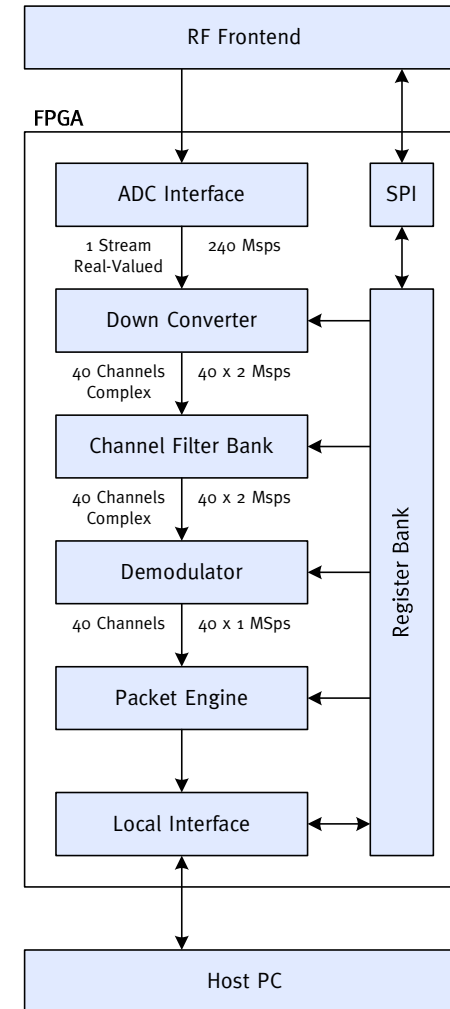 RF Frontend
FPGA
ADC Interface
SPI
1 Stream
Real-Valued
240 Msps
Down Converter
40 Channels
Complex
40 x 2 Msps
Channel Filter Bank
40 Channels
Complex
40 x 2 Msps
Demodulator
40 Channels
40 x 1 MSps
Packet Engine
Local Interface
Register Bank
Host PC